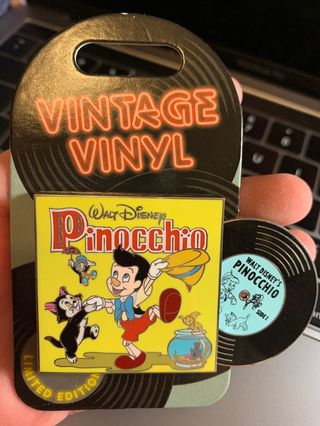 VINTAGE
VINYL
Walt Disney
Pinocchio
WALT DISNEY'S
PINOCCHIO
SIDE 1
LIMITED EDITION